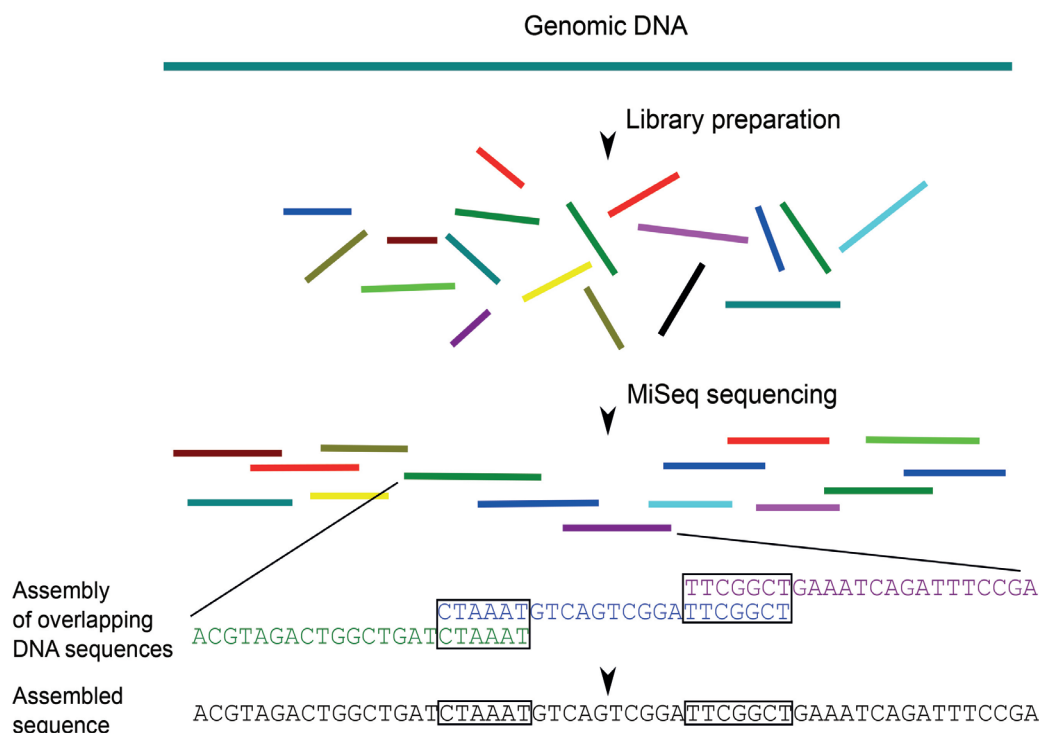 Genomic DNA
Library preparation
MiSeq sequencing
Assembly
of overlapping
DNA sequences
TTCGGCTGAAATCAGATTTCCGA
CTAAATGTCAGTCGGATTCGGCT
ACGTAGACTGGCTGATCTAAAT
Assembled
sequence
ACGTAGACTGGCTGATCTAAATGTCAGTCGGATTCGGCTGAAATCAGATTTCCGA